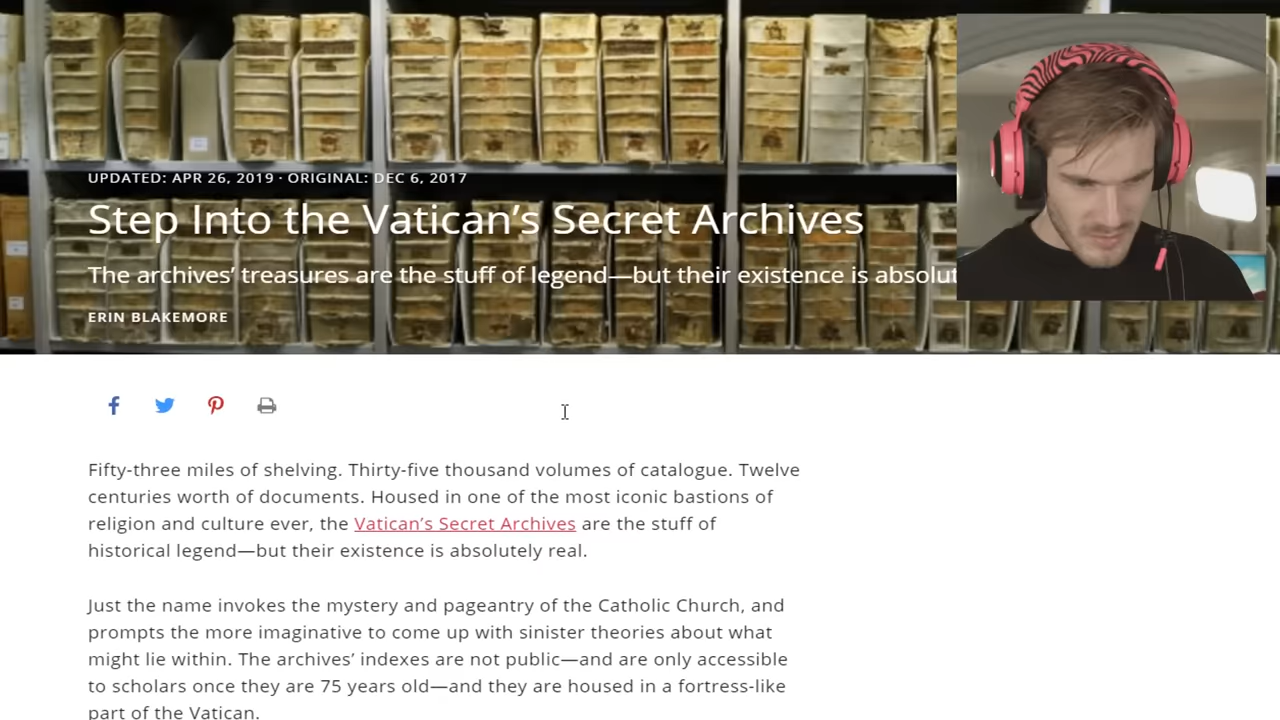 UPDATED: APR 26, 2019 · ORIGINAL: DEC 6, 2017
Step Into the Vatican's Secret Archives
The archives' treasures are the stuff of legend—but their existence is absolut
ERIN BLAKEMORE
Fifty-three miles of shelving. Thirty-five thousand volumes of catalogue. Twelve
centuries worth of documents. Housed in one of the most iconic bastions of
religion and culture ever, the Vatican's Secret Archives are the stuff of
historical legend—but their existence is absolutely real.
Just the name invokes the mystery and pageantry of the Catholic Church, and
prompts the more imaginative to come up with sinister theories about what
might lie within. The archives' indexes are not public—and are only accessible
to scholars once they are 75 years old—and they are housed in a fortress-like
part of the Vatican.